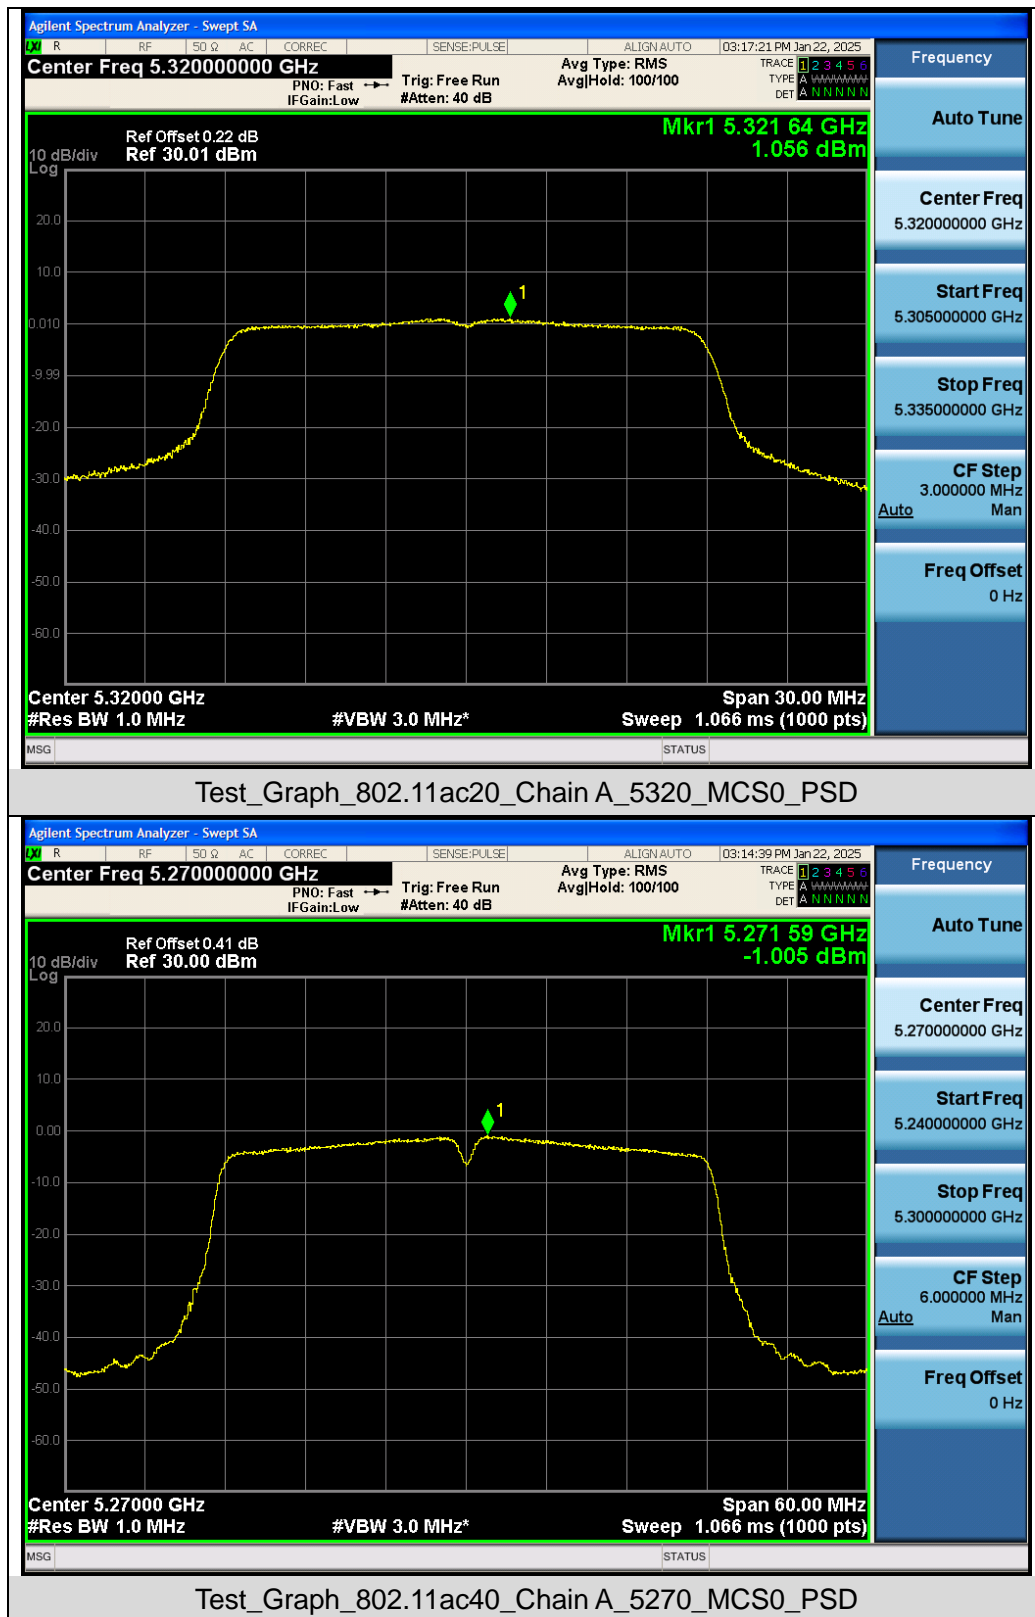 Agilent Spectrum Analyzer - Swept SA
LXI R RF 50 Ω AC CORREC SENSE:PULSE ALIGN AUTO 03:17:21 PM Jan 22, 2025
Center Freq 5.320000000 GHz
PNO: Fast
IFGain:Low
Trig: Free Run
#Atten: 40 dB
Avg Type: RMS
Avg|Hold: 100/100
TRACE 1 2 3 4 5 6
TYPE A
DET A N N N N N
Mkr1 5.321 64 GHz
1.056 dBm
Ref Offset 0.22 dB
10 dB/div Ref 30.01 dBm
Log
20.0
10.0
0.010
-9.99
-20.0
-30.0
-40.0
-50.0
-60.0
1
Center 5.32000 GHz Span 30.00 MHz
#Res BW 1.0 MHz #VBW 3.0 MHz* Sweep 1.066 ms (1000 pts)
MSG STATUS
Frequency
Auto Tune
Center Freq
5.320000000 GHz
Start Freq
5.305000000 GHz
Stop Freq
5.335000000 GHz
CF Step
3.000000 MHz
Auto Man
Freq Offset
0 Hz
Test_Graph_802.11ac20_Chain A_5320_MCS0_PSD
Agilent Spectrum Analyzer - Swept SA
LXI R RF 50 Ω AC CORREC SENSE:PULSE ALIGN AUTO 03:14:39 PM Jan 22, 2025
Center Freq 5.270000000 GHz
PNO: Fast
IFGain:Low
Trig: Free Run
#Atten: 40 dB
Avg Type: RMS
Avg|Hold: 100/100
TRACE 1 2 3 4 5 6
TYPE A
DET A N N N N N
Mkr1 5.271 59 GHz
-1.005 dBm
Ref Offset 0.41 dB
10 dB/div Ref 30.00 dBm
Log
20.0
10.0
0.00
-10.0
-20.0
-30.0
-40.0
-50.0
-60.0
1
Center 5.27000 GHz Span 60.00 MHz
#Res BW 1.0 MHz #VBW 3.0 MHz* Sweep 1.066 ms (1000 pts)
MSG STATUS
Frequency
Auto Tune
Center Freq
5.270000000 GHz
Start Freq
5.240000000 GHz
Stop Freq
5.300000000 GHz
CF Step
6.000000 MHz
Auto Man
Freq Offset
0 Hz
Test_Graph_802.11ac40_Chain A_5270_MCS0_PSD